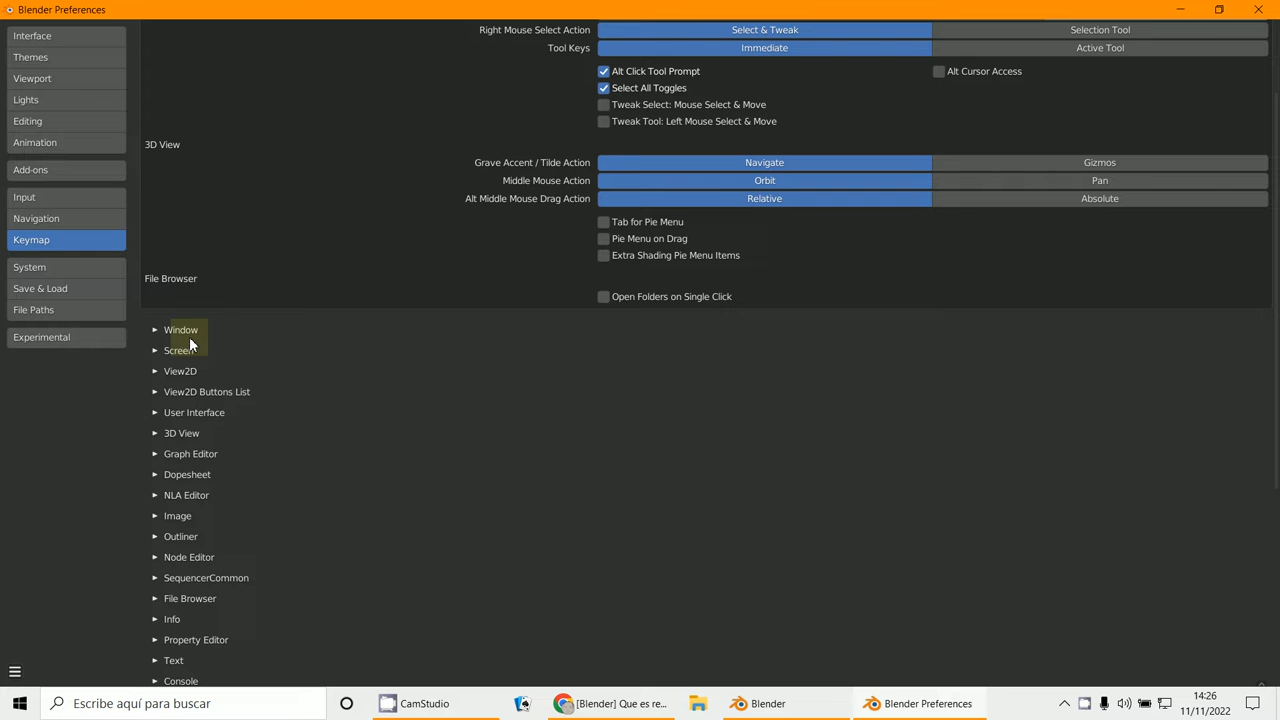 Blender Preferences
Interface
Themes
Viewport
Lights
Editing
Animation
Add-ons
Input
Navigation
Keymap
System
Save & Load
File Paths
Experimental
Right Mouse Select Action Select & Tweak Selection Tool
Tool Keys Immediate Active Tool
Alt Click Tool Prompt Alt Cursor Access
Select All Toggles
Tweak Select: Mouse Select & Move
Tweak Tool: Left Mouse Select & Move
3D View
Grave Accent / Tilde Action Navigate Gizmos
Middle Mouse Action Orbit Pan
Alt Middle Mouse Drag Action Relative Absolute
Tab for Pie Menu
Pie Menu on Drag
Extra Shading Pie Menu Items
File Browser
Open Folders on Single Click
Window
Screen
View2D
View2D Buttons List
User Interface
3D View
Graph Editor
Dopesheet
NLA Editor
Image
Outliner
Node Editor
SequencerCommon
File Browser
Info
Property Editor
Text
Console
Escribe aquí para buscar CamStudio [Blender] Que es re... Blender Blender Preferences 14:26
11/11/2022